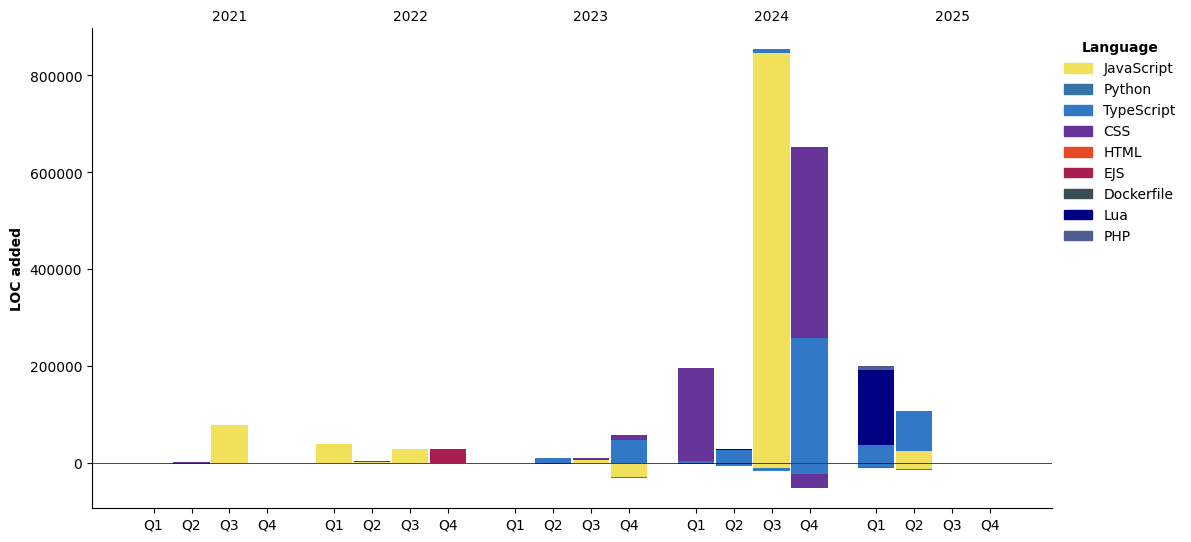 2021 2022 2023 2024 2025
Language
JavaScript
Python
TypeScript
CSS
HTML
EJS
Dockerfile
Lua
PHP
LOC added
800000
600000
400000
200000
0
Q1 Q2 Q3 Q4 Q1 Q2 Q3 Q4 Q1 Q2 Q3 Q4 Q1 Q2 Q3 Q4 Q1 Q2 Q3 Q4